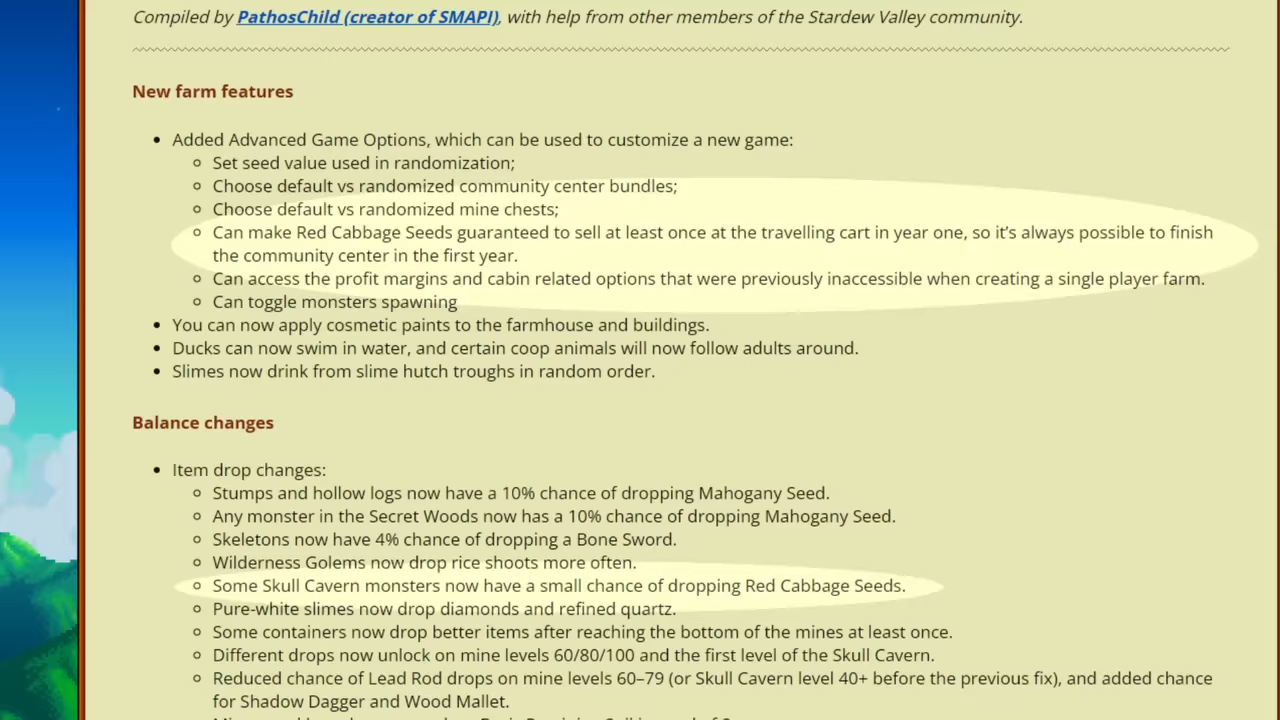 Compiled by PathosChild (creator of SMAPI), with help from other members of the Stardew Valley community.
New farm features
• Added Advanced Game Options, which can be used to customize a new game:
◦ Set seed value used in randomization;
◦ Choose default vs randomized community center bundles;
◦ Choose default vs randomized mine chests;
◦ Can make Red Cabbage Seeds guaranteed to sell at least once at the travelling cart in year one, so it's always possible to finish
the community center in the first year.
◦ Can access the profit margins and cabin related options that were previously inaccessible when creating a single player farm.
◦ Can toggle monsters spawning
• You can now apply cosmetic paints to the farmhouse and buildings.
• Ducks can now swim in water, and certain coop animals will now follow adults around.
• Slimes now drink from slime hutch troughs in random order.
Balance changes
• Item drop changes:
◦ Stumps and hollow logs now have a 10% chance of dropping Mahogany Seed.
◦ Any monster in the Secret Woods now has a 10% chance of dropping Mahogany Seed.
◦ Skeletons now have 4% chance of dropping a Bone Sword.
◦ Wilderness Golems now drop rice shoots more often.
◦ Some Skull Cavern monsters now have a small chance of dropping Red Cabbage Seeds.
◦ Pure-white slimes now drop diamonds and refined quartz.
◦ Some containers now drop better items after reaching the bottom of the mines at least once.
◦ Different drops now unlock on mine levels 60/80/100 and the first level of the Skull Cavern.
◦ Reduced chance of Lead Rod drops on mine levels 60–79 (or Skull Cavern level 40+ before the previous fix), and added chance
for Shadow Dagger and Wood Mallet.